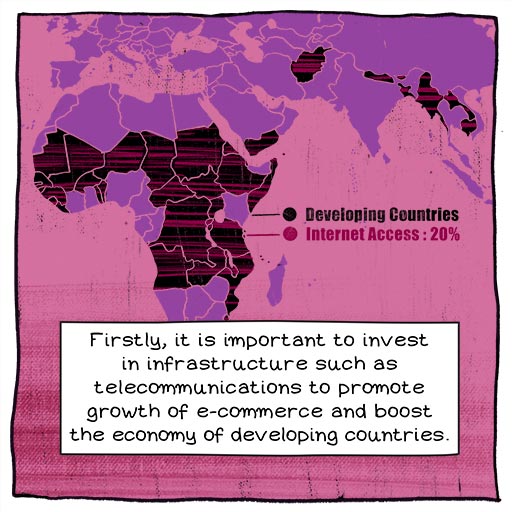 Developing Countries
Internet Access : 20%
Firstly, it is important to invest
in infrastructure such as
telecommunications to promote
growth of e-commerce and boost
the economy of developing countries.